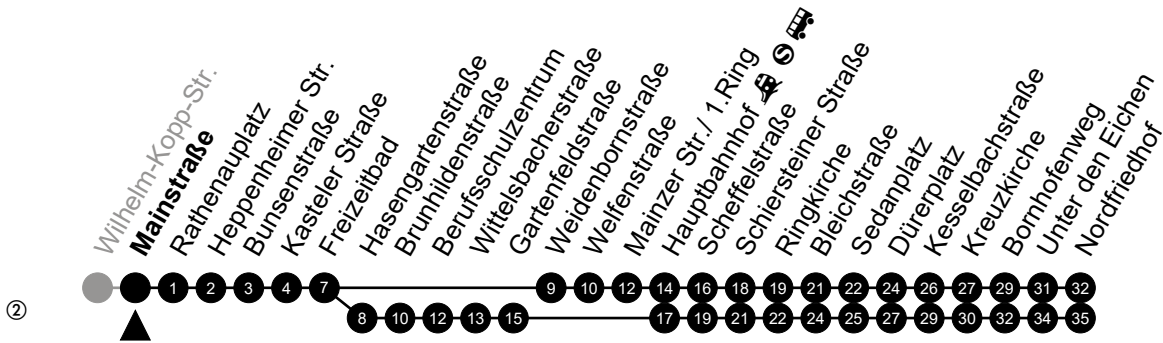 Wilhelm-Kopp-Str.
Mainstraße
Rathenauplatz
Heppenheimer Str.
Bunsenstraße
Kasteler Straße
Freizeitbad
Hasengartenstraße
Brunhildenstraße
Berufsschulzentrum
Wittelsbacherstraße
Gartenfeldstraße
Weidenbornstraße
Welfenstraße
Mainzer Str./ 1.Ring
Hauptbahnhof S
Scheffelstraße
Schiersteiner Straße
Ringkirche
Bleichstraße
Sedanplatz
Dürerplatz
Kesselbachstraße
Kreuzkirche
Bornhofenweg
Unter den Eichen
Nordfriedhof
1 2 3 4 7 9 10 12 14 16 18 19 21 22 24 26 27 29 31 32
② 8 10 12 13 15 17 19 21 22 24 25 27 29 30 32 34 35